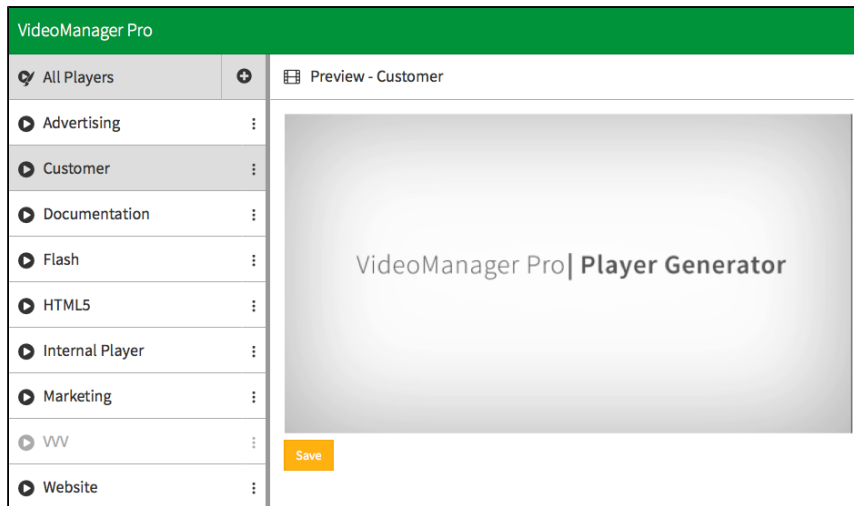 VideoManager Pro
All Players
Preview - Customer
Advertising
Customer
Documentation
Flash
HTML5
Internal Player
Marketing
VVV
Website
VideoManager Pro| Player Generator
Save